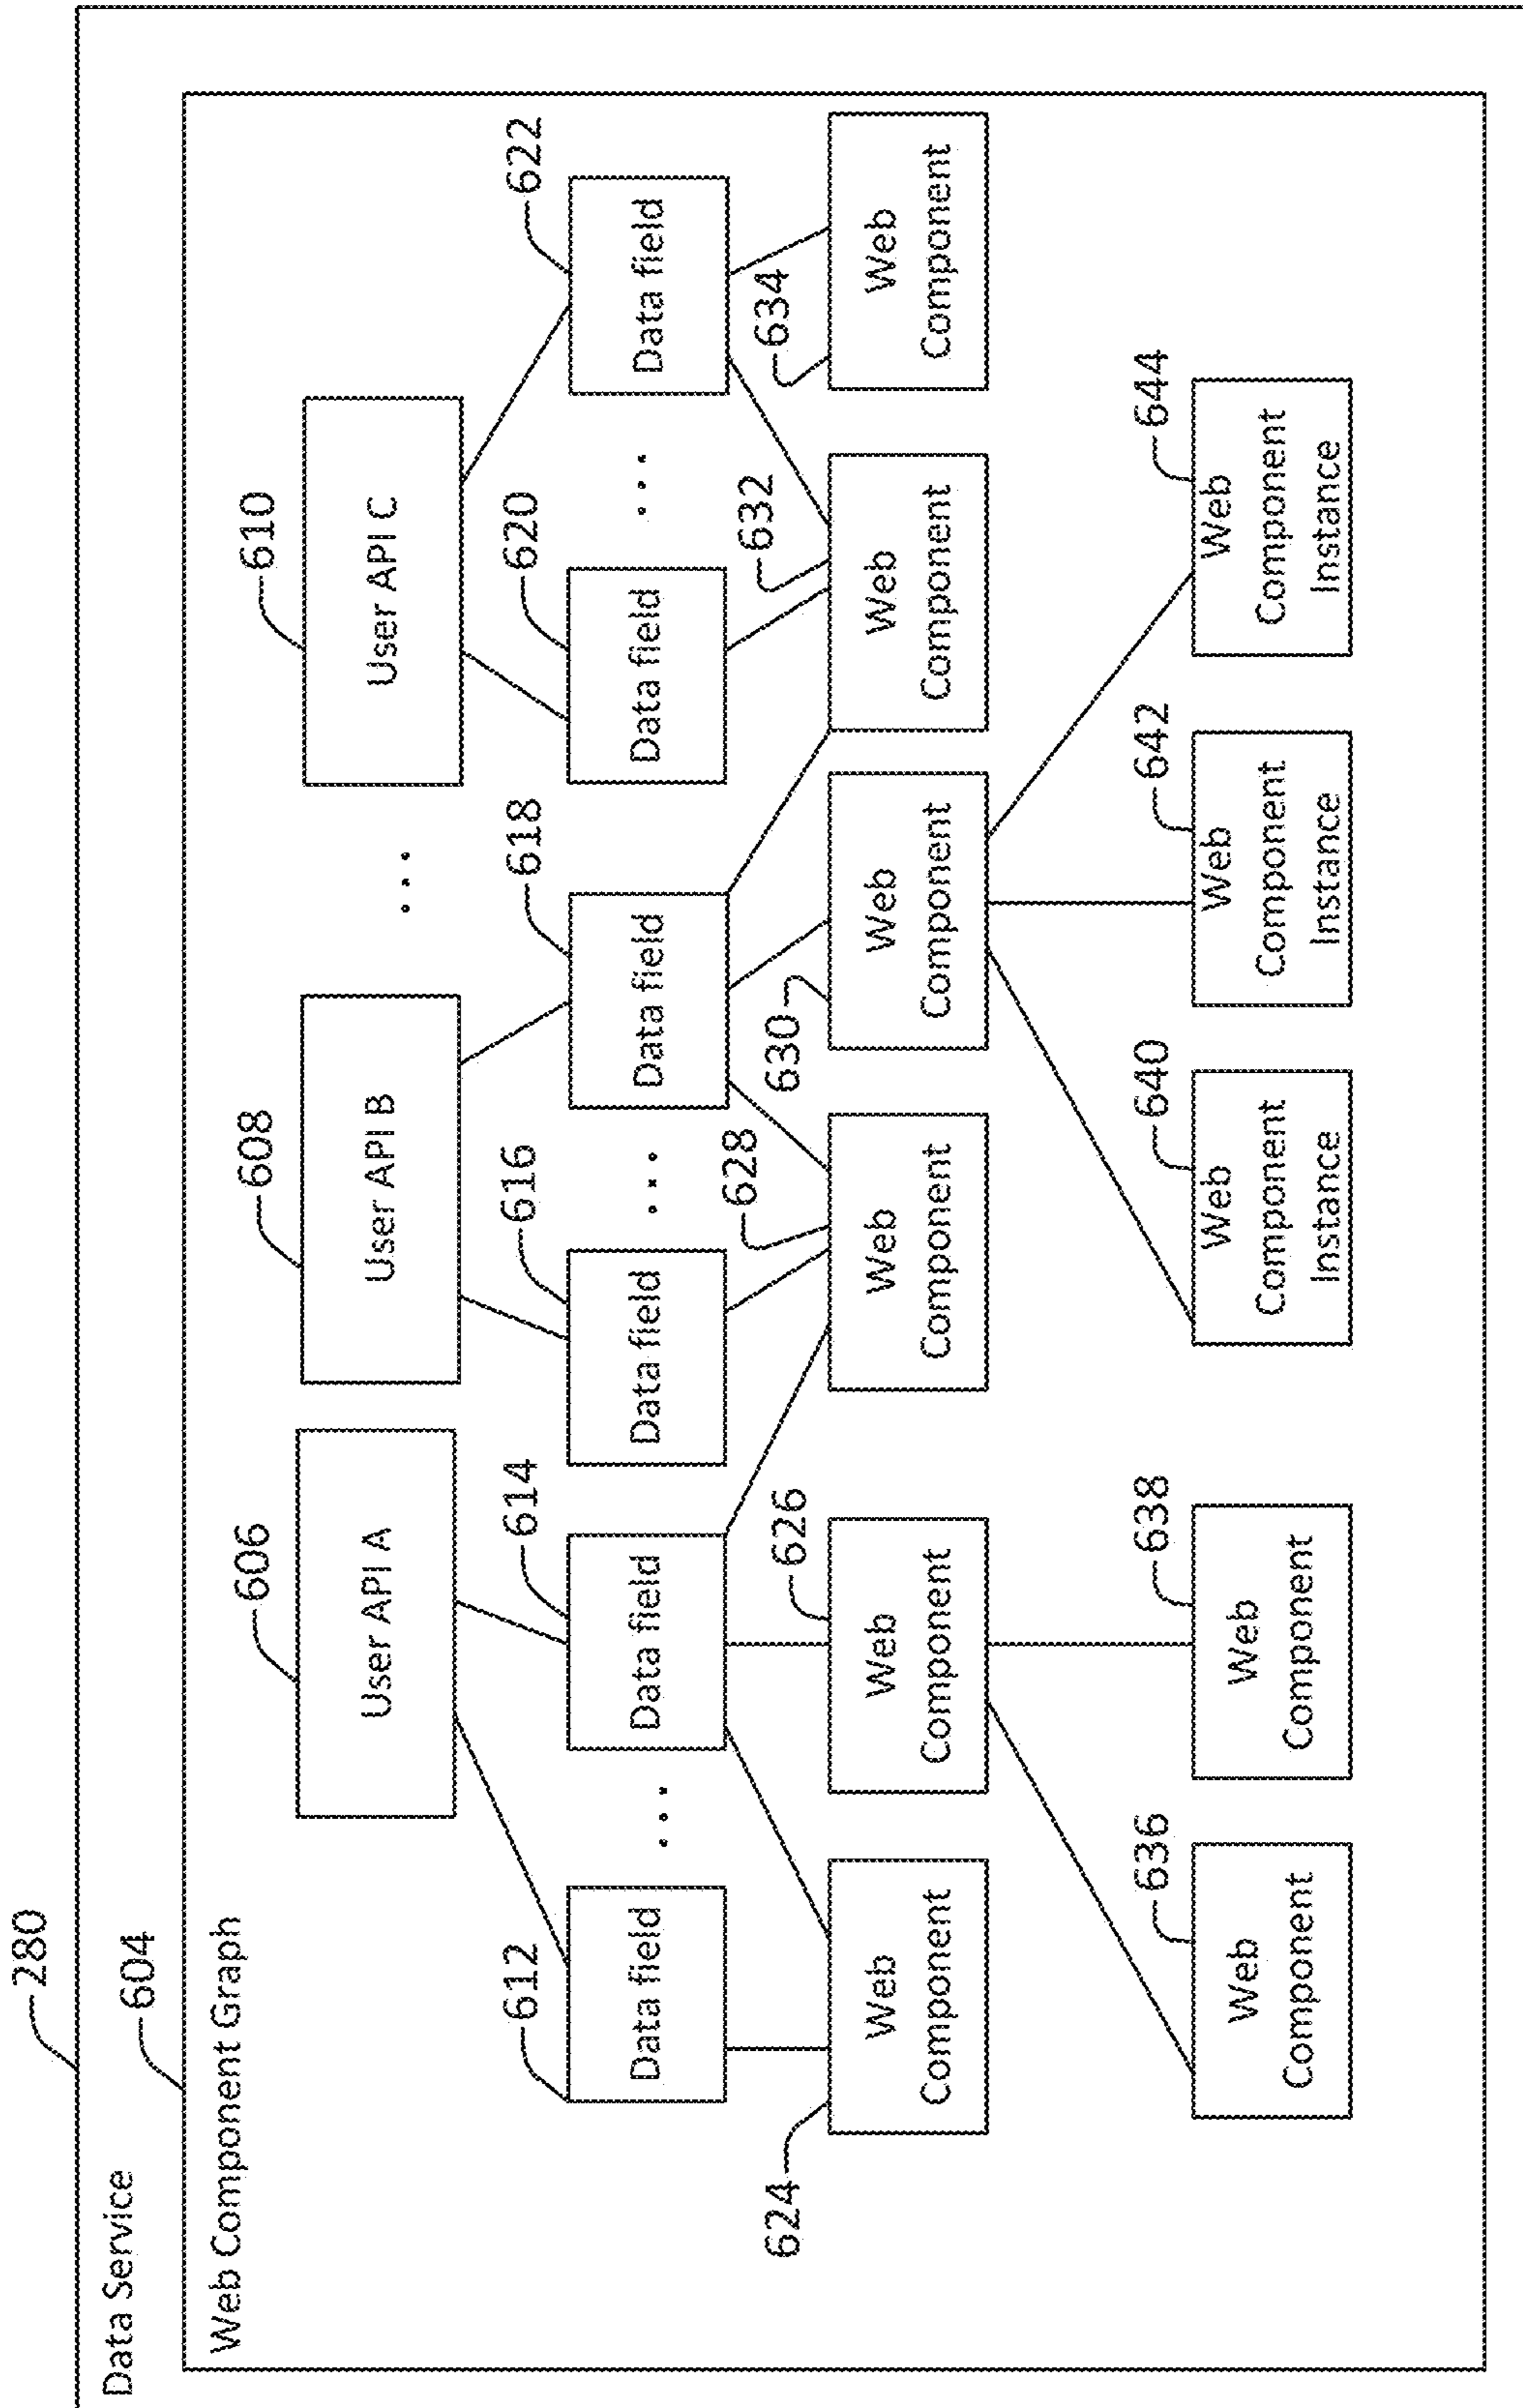 280
Data Service
604
Web Component Graph
606
608
610
User API A
User API B
. . .
User API C
612
614
616
618
620
622
Data field
. . .
Data field
Data field
. . .
Data field
Data field
. . .
Data field
624
626
628
630
632
634
Web
Component
Web
Component
Web
Component
Web
Component
Web
Component
Web
Component
636
638
640
642
644
Web
Component
Web
Component
Web
Component
Instance
Web
Component
Instance
Web
Component
Instance